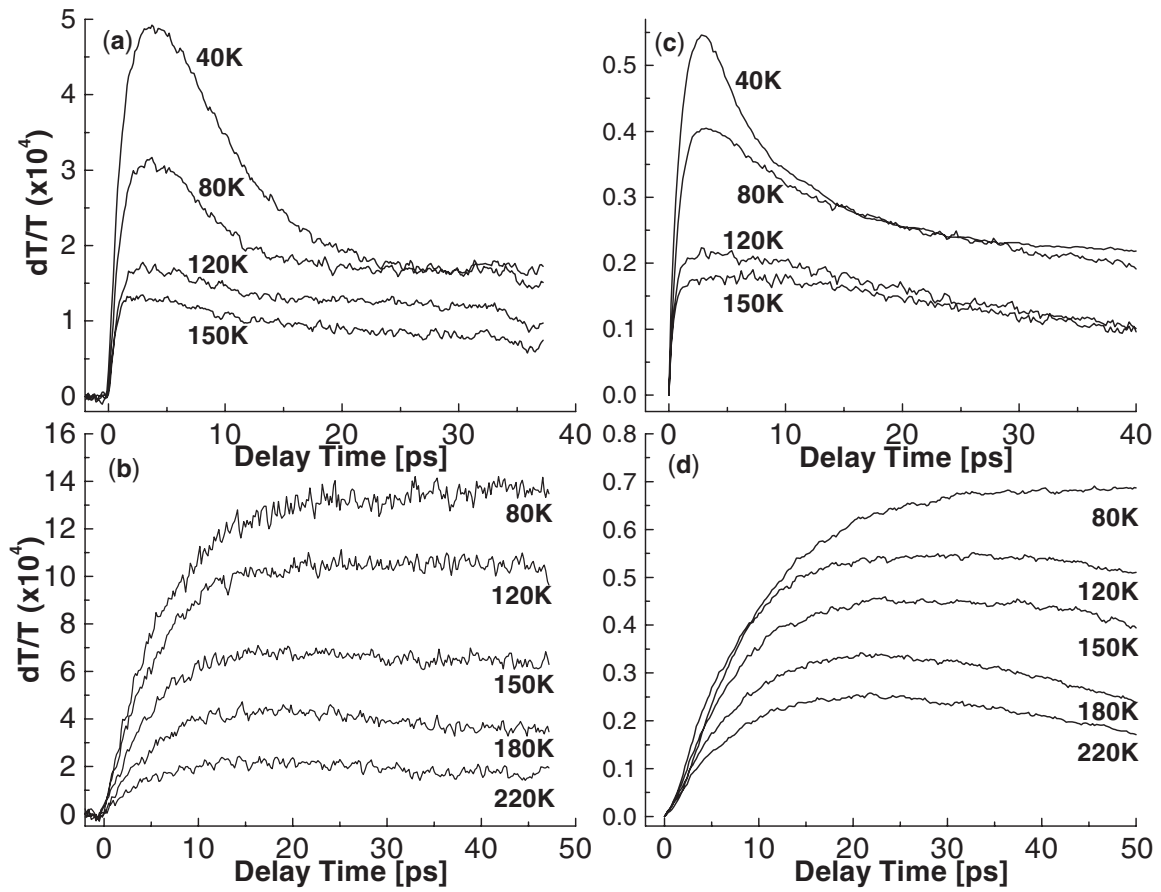 (a)
5
4
3
2
1
0
dT/T (x10⁴)
40K
80K
120K
150K
0 10 20 30 40
Delay Time [ps]
(c)
0.5
0.4
0.3
0.2
0.1
0.0
40K
80K
120K
150K
0 10 20 30 40
Delay Time [ps]
(b)
16
14
12
10
8
6
4
2
0
dT/T (x10⁴)
80K
120K
150K
180K
220K
0 10 20 30 40 50
Delay Time [ps]
(d)
0.8
0.7
0.6
0.5
0.4
0.3
0.2
0.1
0.0
80K
120K
150K
180K
220K
0 10 20 30 40 50
Delay Time [ps]